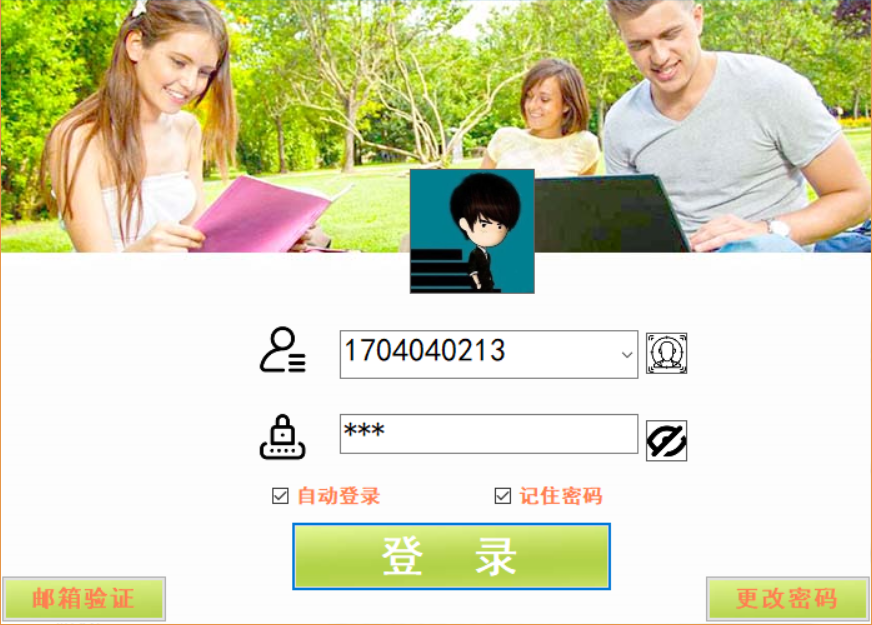 1704040213
***
自动登录 记住密码
登 录
邮箱验证 更改密码